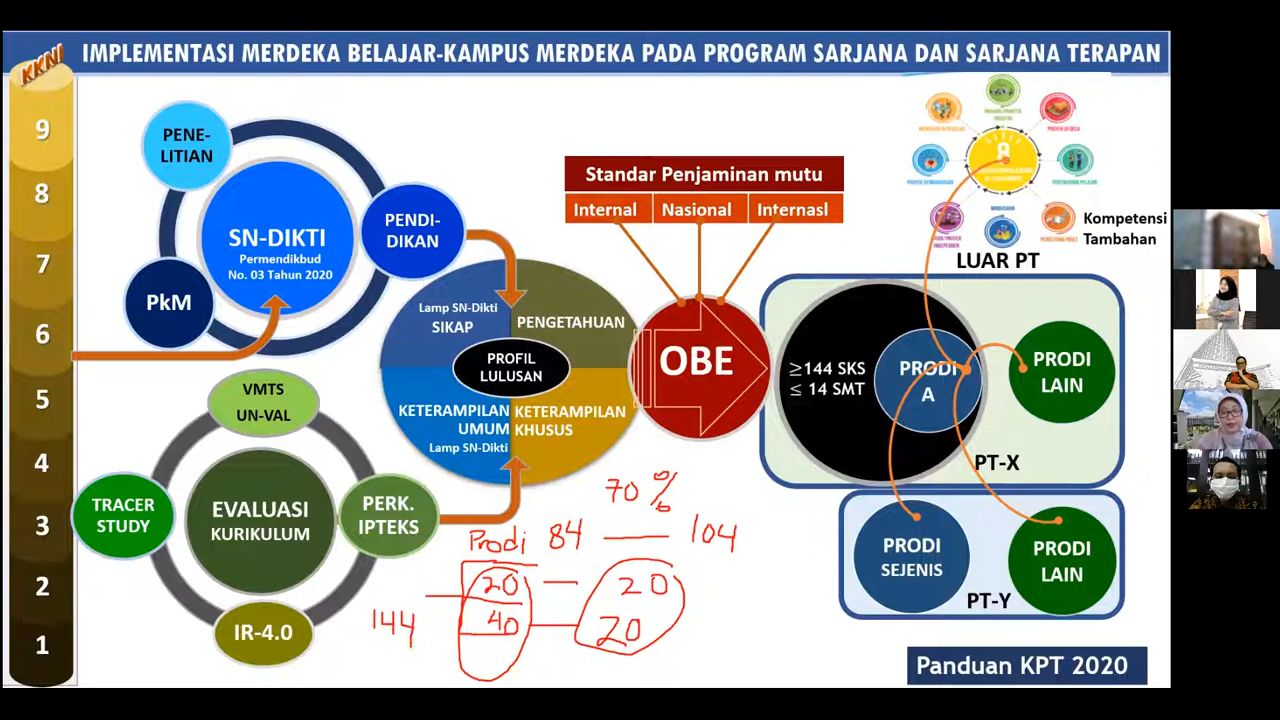 KKNI
IMPLEMENTASI MERDEKA BELAJAR-KAMPUS MERDEKA PADA PROGRAM SARJANA DAN SARJANA TERAPAN
9
8
7
6
5
4
3
2
1
PENE-
LITIAN
SN-DIKTI
Permendikbud
No. 03 Tahun 2020
PENDI-
DIKAN
PkM
VMTS
UN-VAL
TRACER
STUDY
EVALUASI
KURIKULUM
PERK.
IPTEKS
IR-4.0
Lamp SN-Dikti
SIKAP
PENGETAHUAN
PROFIL
LULUSAN
KETERAMPILAN
UMUM
Lamp SN-Dikti
KETERAMPILAN
KHUSUS
Standar Penjaminan mutu
Internal
Nasional
Internasl
OBE
8
Kompetensi
Tambahan
LUAR PT
≥144 SKS
≤ 14 SMT
PRODI
A
PRODI
LAIN
PT-X
PRODI
SEJENIS
PRODI
LAIN
PT-Y
70 %
Prodi 84 — 104
20 — 20
144 40 — 20
Panduan KPT 2020